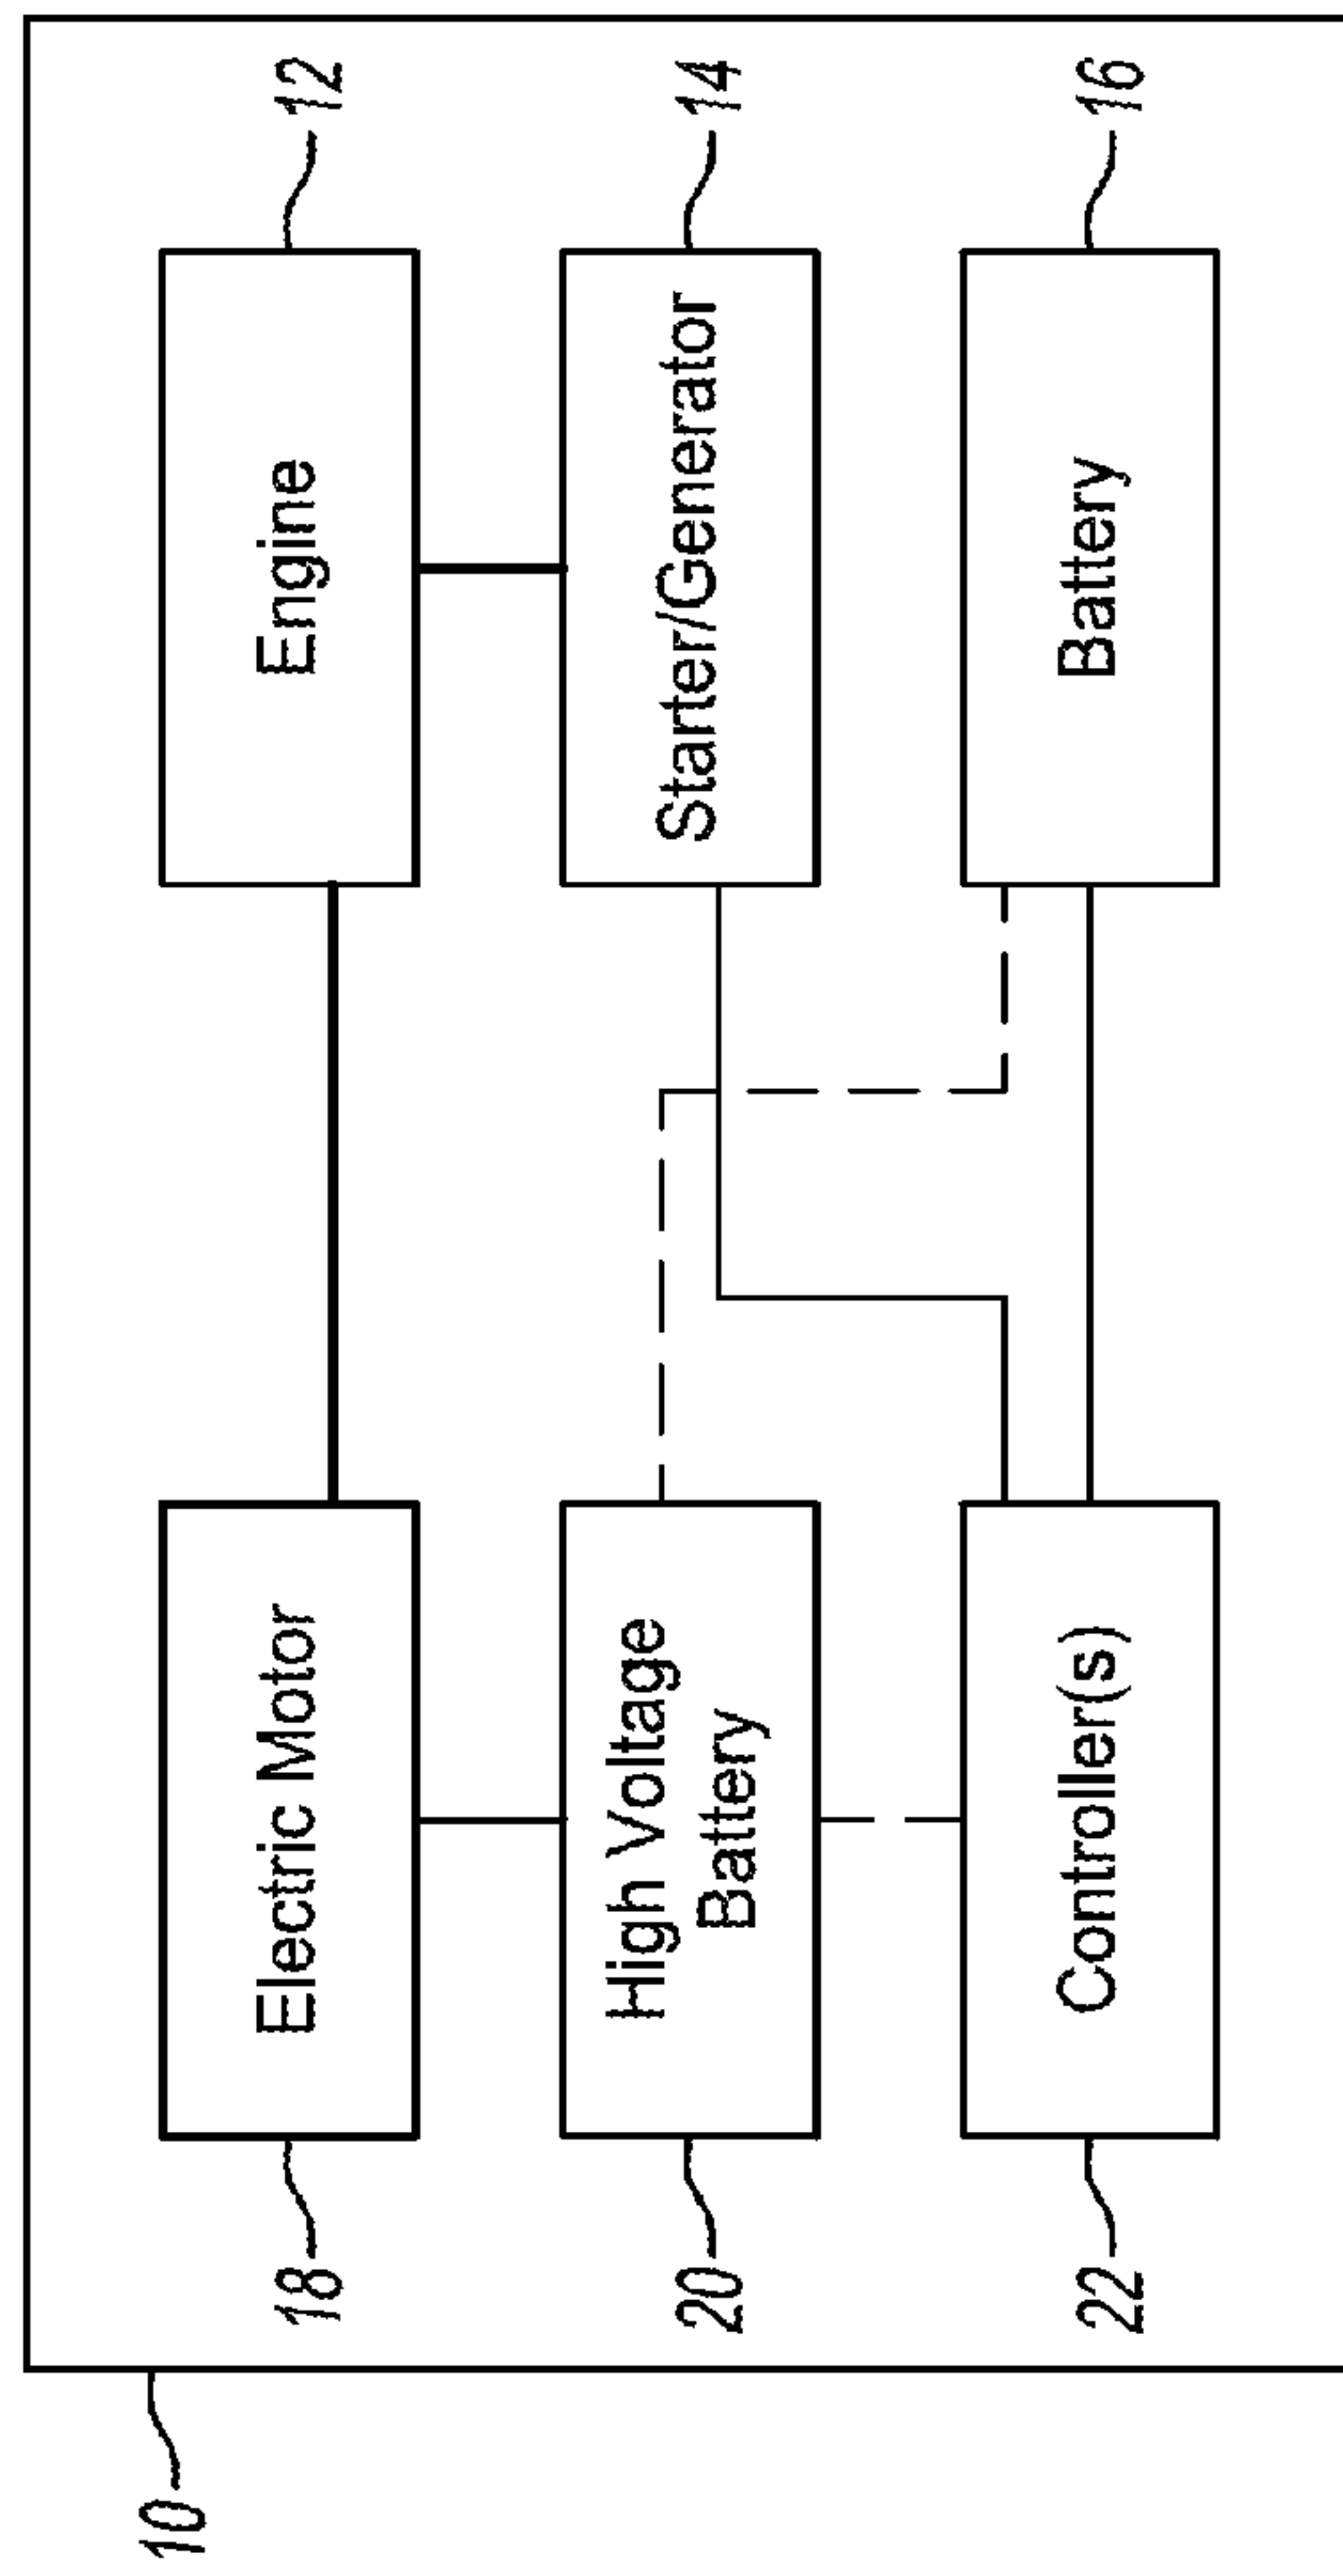 10
18
Electric Motor
Engine
12
20
High Voltage
Battery
Starter/Generator
14
22
Controller(s)
Battery
16